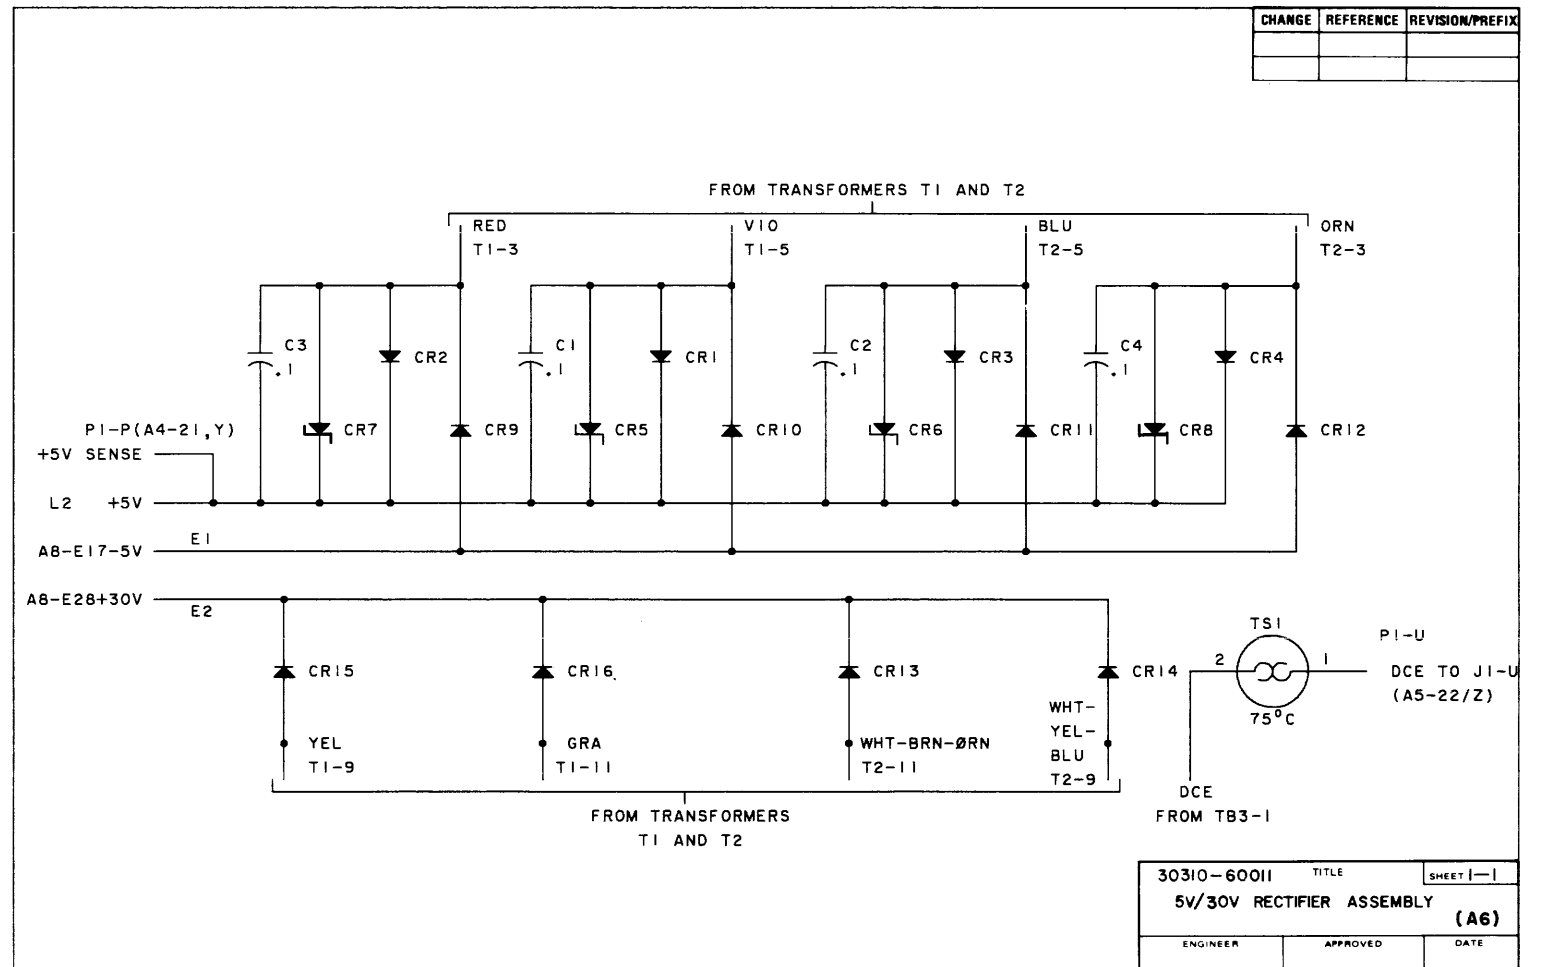 CHANGE REFERENCE REVISION/PREFIX
FROM TRANSFORMERS T1 AND T2
RED
T1-3
VIO
T1-5
BLU
T2-5
ORN
T2-3
C3
.1
CR2
C1
.1
CR1
C2
.1
CR3
C4
.1
CR4
P1-P(A4-21,Y)
CR7
CR9
CR5
CR10
CR6
CR11
CR8
CR12
+5V SENSE
L2 +5V
E1
A8-E17-5V
A8-E28+30V
E2
CR15
CR16
CR13
CR14
TS1
2
1
75°C
P1-U
DCE TO J1-U
(A5-22/Z)
YEL
T1-9
GRA
T1-11
WHT-BRN-ØRN
T2-11
WHT-
YEL-
BLU
T2-9
DCE
FROM TB3-1
FROM TRANSFORMERS
T1 AND T2
30310-60011 TITLE SHEET 1-1
5V/30V RECTIFIER ASSEMBLY
(A6)
ENGINEER APPROVED DATE